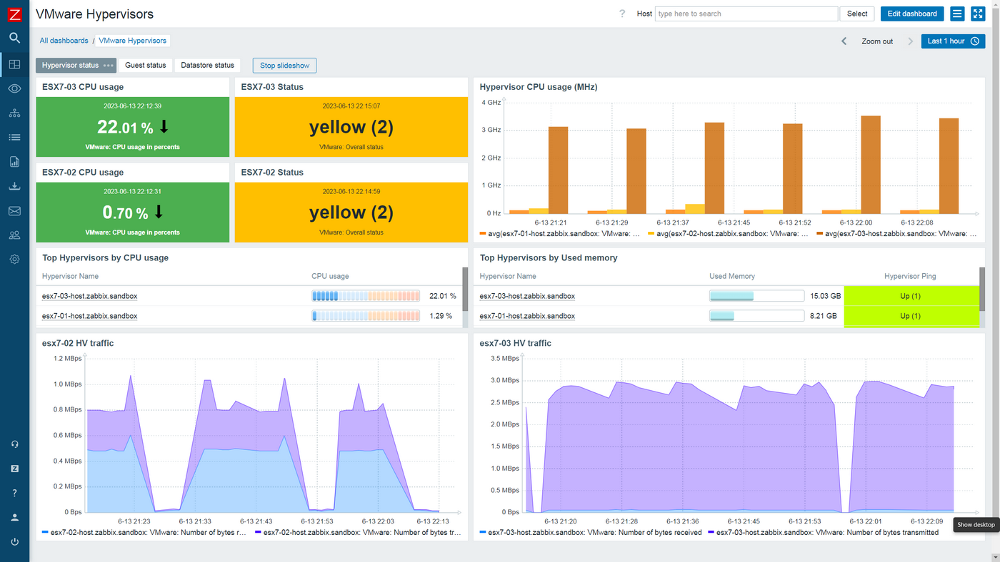 Z
VMware Hypervisors
?
Host
type here to search
Select
Edit dashboard
All dashboards / VMware Hypervisors
Zoom out
Last 1 hour
Hypervisor status
Guest status
Datastore status
Stop slideshow
ESX7-03 CPU usage
2023-06-13 22:12:39
22.01 %
VMware: CPU usage in percents
ESX7-03 Status
2023-06-13 22:15:07
yellow (2)
VMware: Overall status
ESX7-02 CPU usage
2023-06-13 22:12:31
0.70 %
VMware: CPU usage in percents
ESX7-02 Status
2023-06-13 22:14:59
yellow (2)
VMware: Overall status
Hypervisor CPU usage (MHz)
4 GHz
3 GHz
2 GHz
1 GHz
0 Hz
6-13 21:21 6-13 21:29 6-13 21:37 6-13 21:45 6-13 21:52 6-13 22:00 6-13 22:08
avg(esx7-01-host.zabbix.sandbox: VMware: ... avg(esx7-02-host.zabbix.sandbox: VMware: ... avg(esx7-03-host.zabbix.sandbox: VMware: ...
Top Hypervisors by CPU usage
Hypervisor Name CPU usage
esx7-03-host.zabbix.sandbox 22.01 %
esx7-01-host.zabbix.sandbox 1.29 %
Top Hypervisors by Used memory
Hypervisor Name Used Memory Hypervisor Ping
esx7-03-host.zabbix.sandbox 15.03 GB Up (1)
esx7-01-host.zabbix.sandbox 8.21 GB Up (1)
esx7-02 HV traffic
1.2 MBps
1.0 MBps
0.8 MBps
0.6 MBps
0.4 MBps
0.2 MBps
0 Bps
6-13 21:23 6-13 21:33 6-13 21:43 6-13 21:53 6-13 22:03 6-13 22:13
esx7-02-host.zabbix.sandbox: VMware: Number of bytes r... esx7-02-host.zabbix.sandbox: VMware: Number of bytes tr...
esx7-03 HV traffic
3.5 MBps
3.0 MBps
2.5 MBps
2.0 MBps
1.5 MBps
1.0 MBps
0.5 MBps
0 Bps
6-13 21:20 6-13 21:28 6-13 21:36 6-13 21:45 6-13 21:53 6-13 22:01 6-13 22:09
esx7-03-host.zabbix.sandbox: VMware: Number of bytes received esx7-03-host.zabbix.sandbox: VMware: Number of bytes transmitted
Show desktop
Z
?